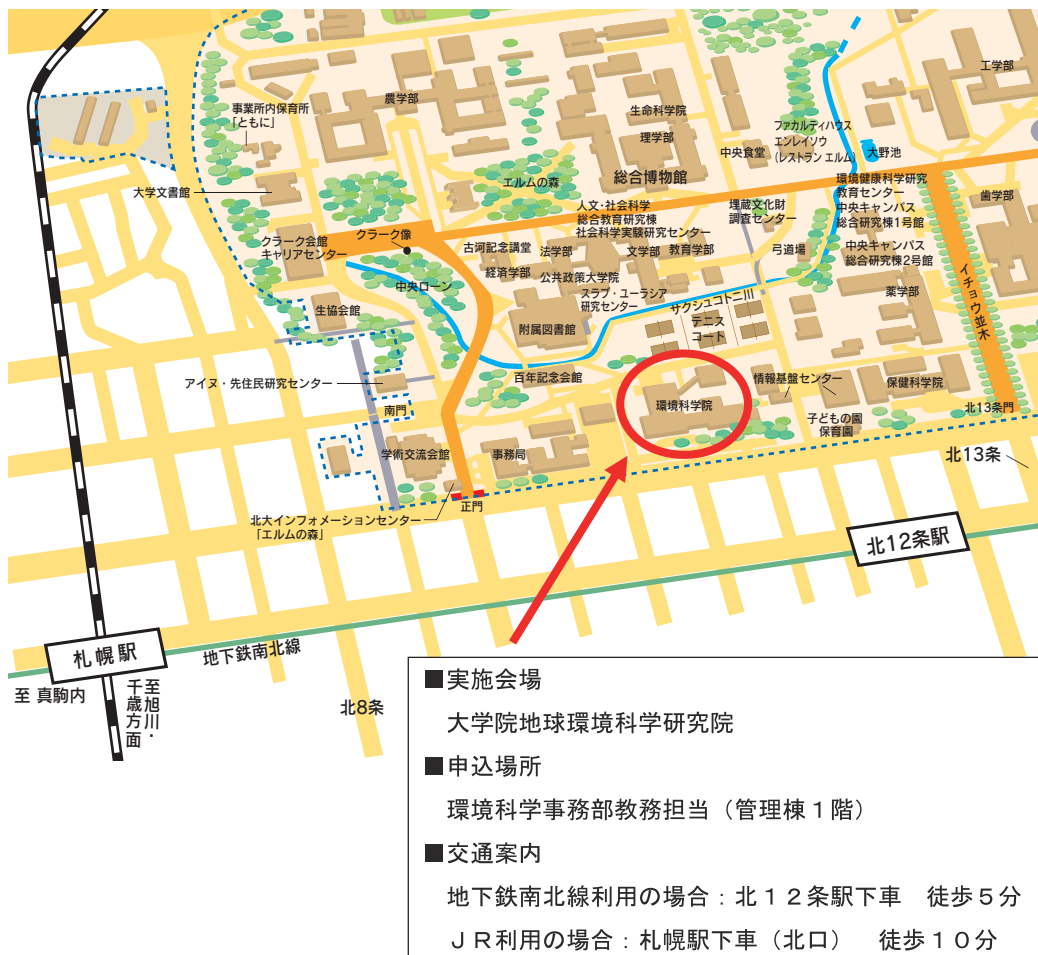 工学部
農学部
事業所内保育所
「ともに」
生命科学院
理学部
ファカルティハウス
エンレイソウ
(レストラン エルム)
中央食堂
大野池
総合博物館
エルムの森
大学文書館
環境健康科学研究
教育センター
中央キャンパス
総合研究棟1号館
歯学部
人文・社会科学
総合教育研究棟
社会科学実験研究センター
埋蔵文化財
調査センター
クラーク像
クラーク会館
キャリアセンター
古河記念講堂
法学部
文学部
教育学部
弓道場
中央キャンパス
総合研究棟2号館
経済学部
公共政策大学院
スラブ・ユーラシア
研究センター
中央ローン
サクシュコトニ川
薬学部
イチョウ並木
生協会館
附属図書館
テニス
コート
アイヌ・先住民研究センター
百年記念会館
情報基盤センター
保健科学院
環境科学院
南門
北13条門
子どもの園
保育園
学術交流会館
事務局
北13条
正門
北大インフォメーションセンター
「エルムの森」
北12条駅
札幌駅
地下鉄南北線
至 真駒内
至旭川・
千歳方面
北8条
■実施会場
大学院地球環境科学研究院
■申込場所
環境科学事務部教務担当（管理棟１階）
■交通案内
地下鉄南北線利用の場合：北１２条駅下車　徒歩５分
ＪＲ利用の場合：札幌駅下車（北口）　徒歩１０分